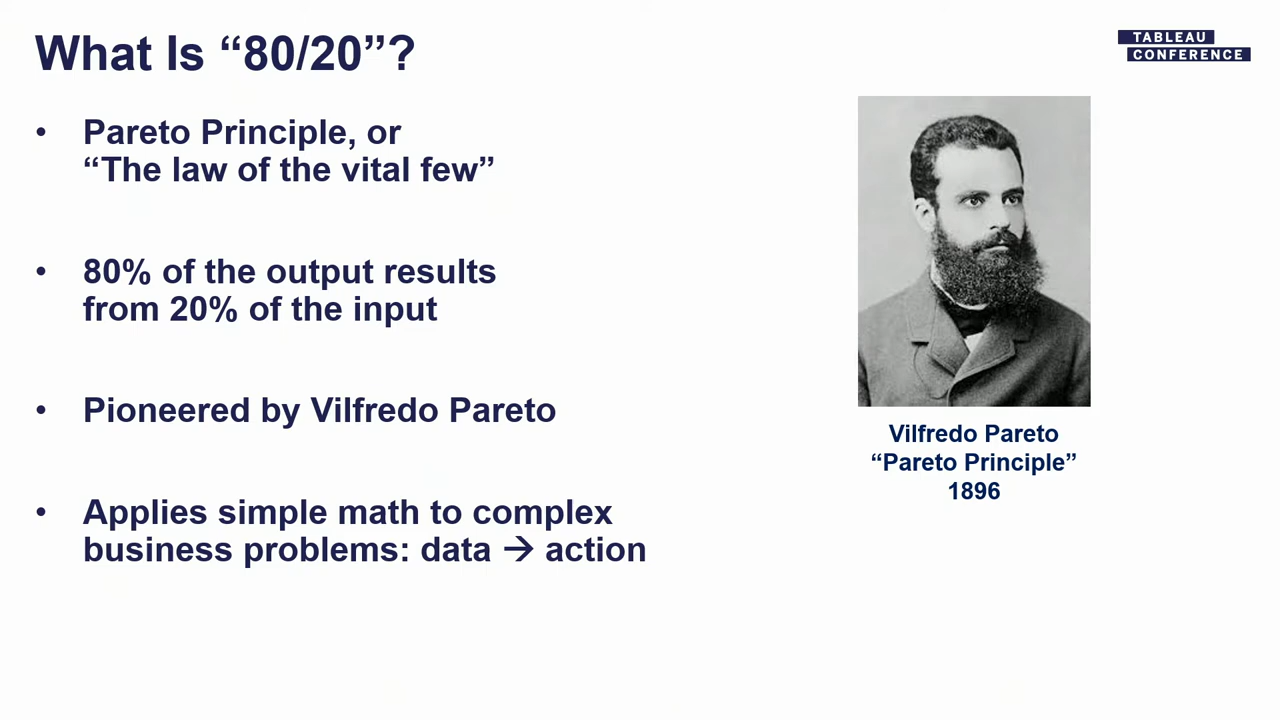 What Is “80/20”?
TABLEAU
CONFERENCE
• Pareto Principle, or
“The law of the vital few”
• 80% of the output results
from 20% of the input
• Pioneered by Vilfredo Pareto
• Applies simple math to complex
business problems: data → action
Vilfredo Pareto
“Pareto Principle”
1896